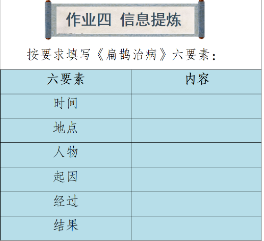 作业四 信息提炼
按要求填写《扁鹊治病》六要素：
六要素 内容
时间
地点
人物
起因
经过
结果